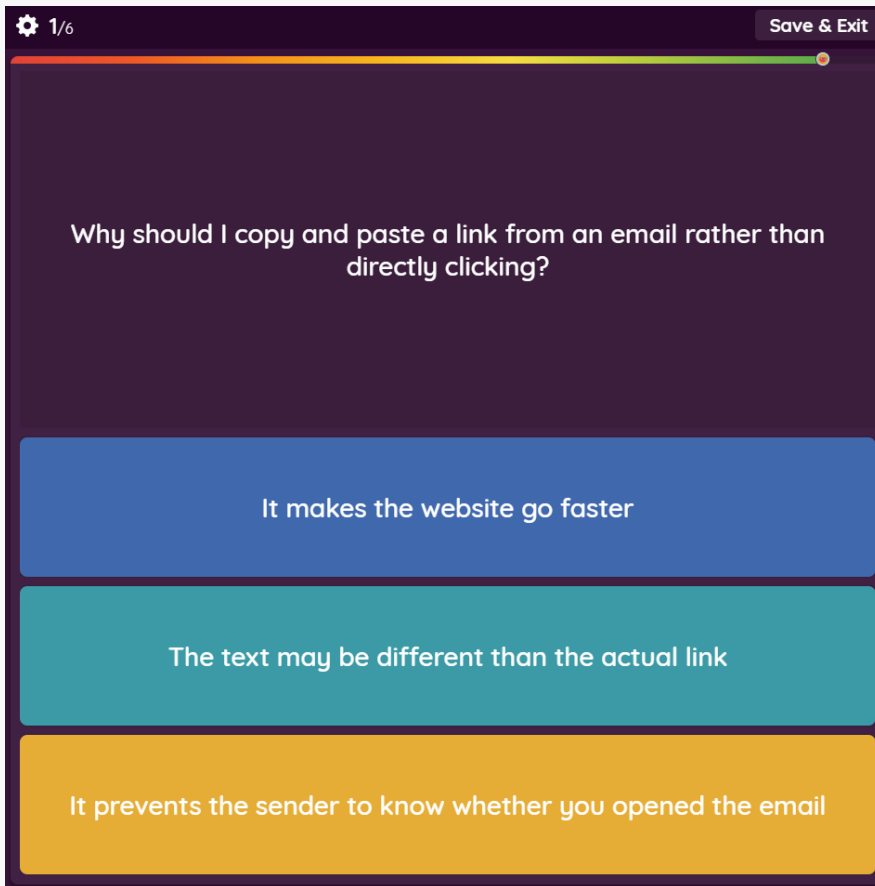 1/6
Save & Exit
Why should I copy and paste a link from an email rather than
directly clicking?
It makes the website go faster
The text may be different than the actual link
It prevents the sender to know whether you opened the email